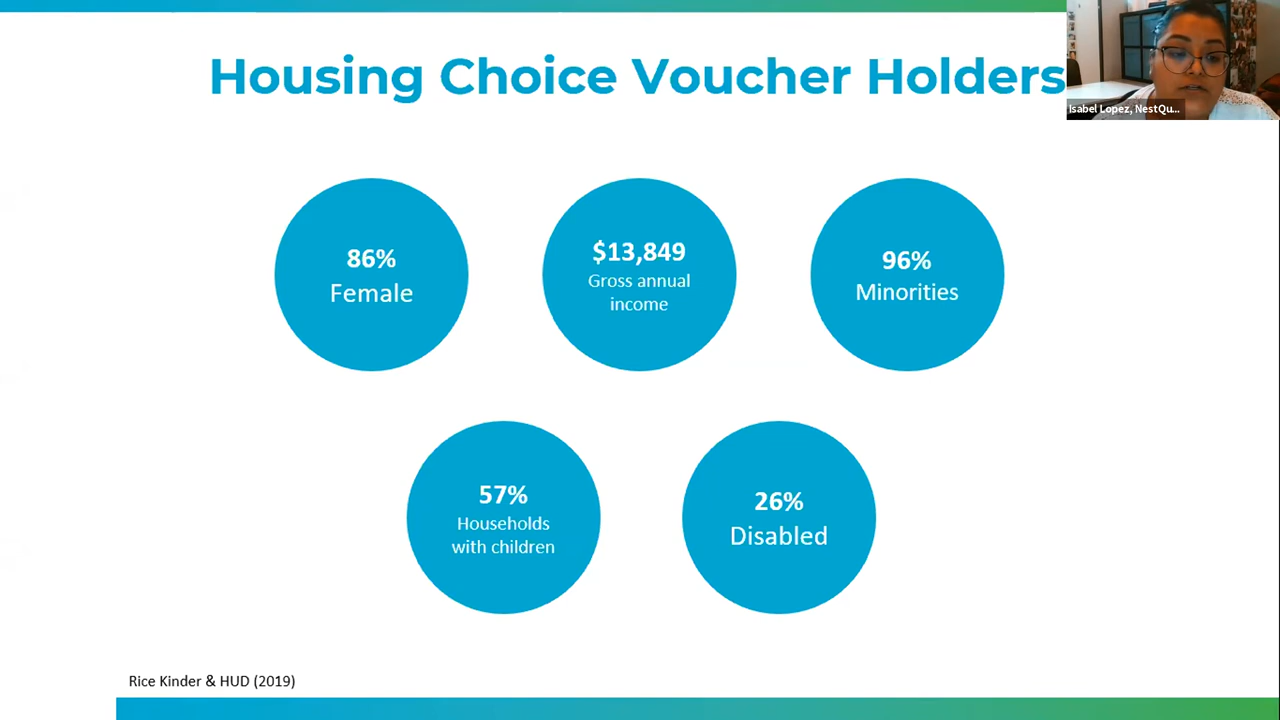 Housing Choice Voucher Holders
Isabel Lopez, NestQu...
86%
Female
$13,849
Gross annual
income
96%
Minorities
57%
Households
with children
26%
Disabled
Rice Kinder & HUD (2019)